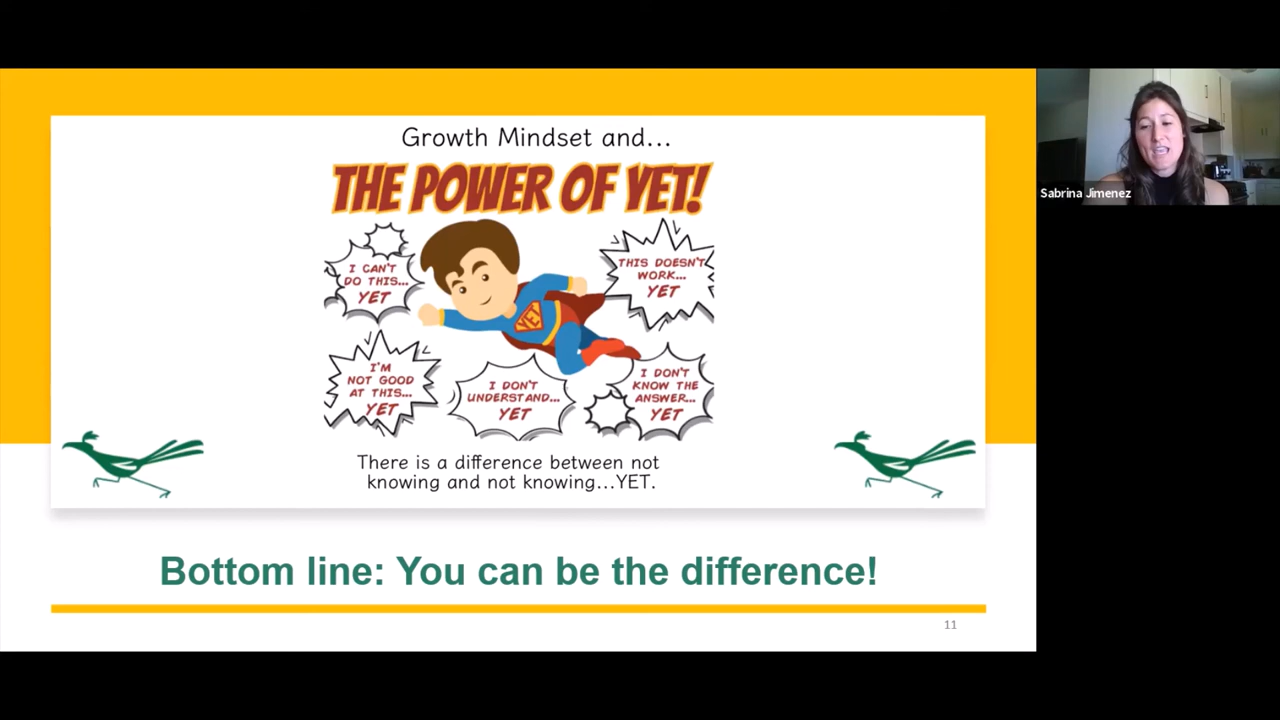 Growth Mindset and...
THE POWER OF YET!
I CAN'T
DO THIS...
YET
THIS DOESN'T
WORK...
YET
YET
I'M
NOT GOOD
AT THIS...
YET
I DON'T
UNDERSTAND...
YET
I DON'T
KNOW THE
ANSWER...
YET
There is a difference between not
knowing and not knowing...YET.
Bottom line: You can be the difference!
11
Sabrina Jimenez